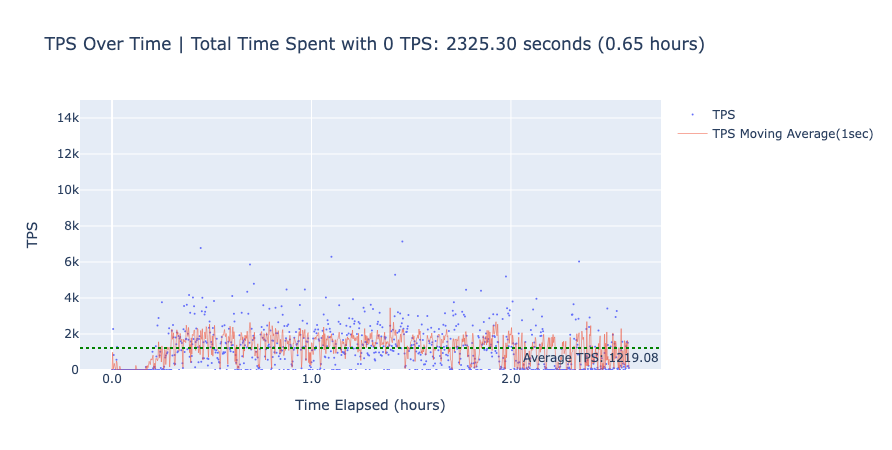 TPS Over Time | Total Time Spent with 0 TPS: 2325.30 seconds (0.65 hours)
TPS
TPS Moving Average(1sec)
14k
12k
10k
8k
6k
4k
2k
0
TPS
Average TPS: 1219.08
0.0
1.0
2.0
Time Elapsed (hours)